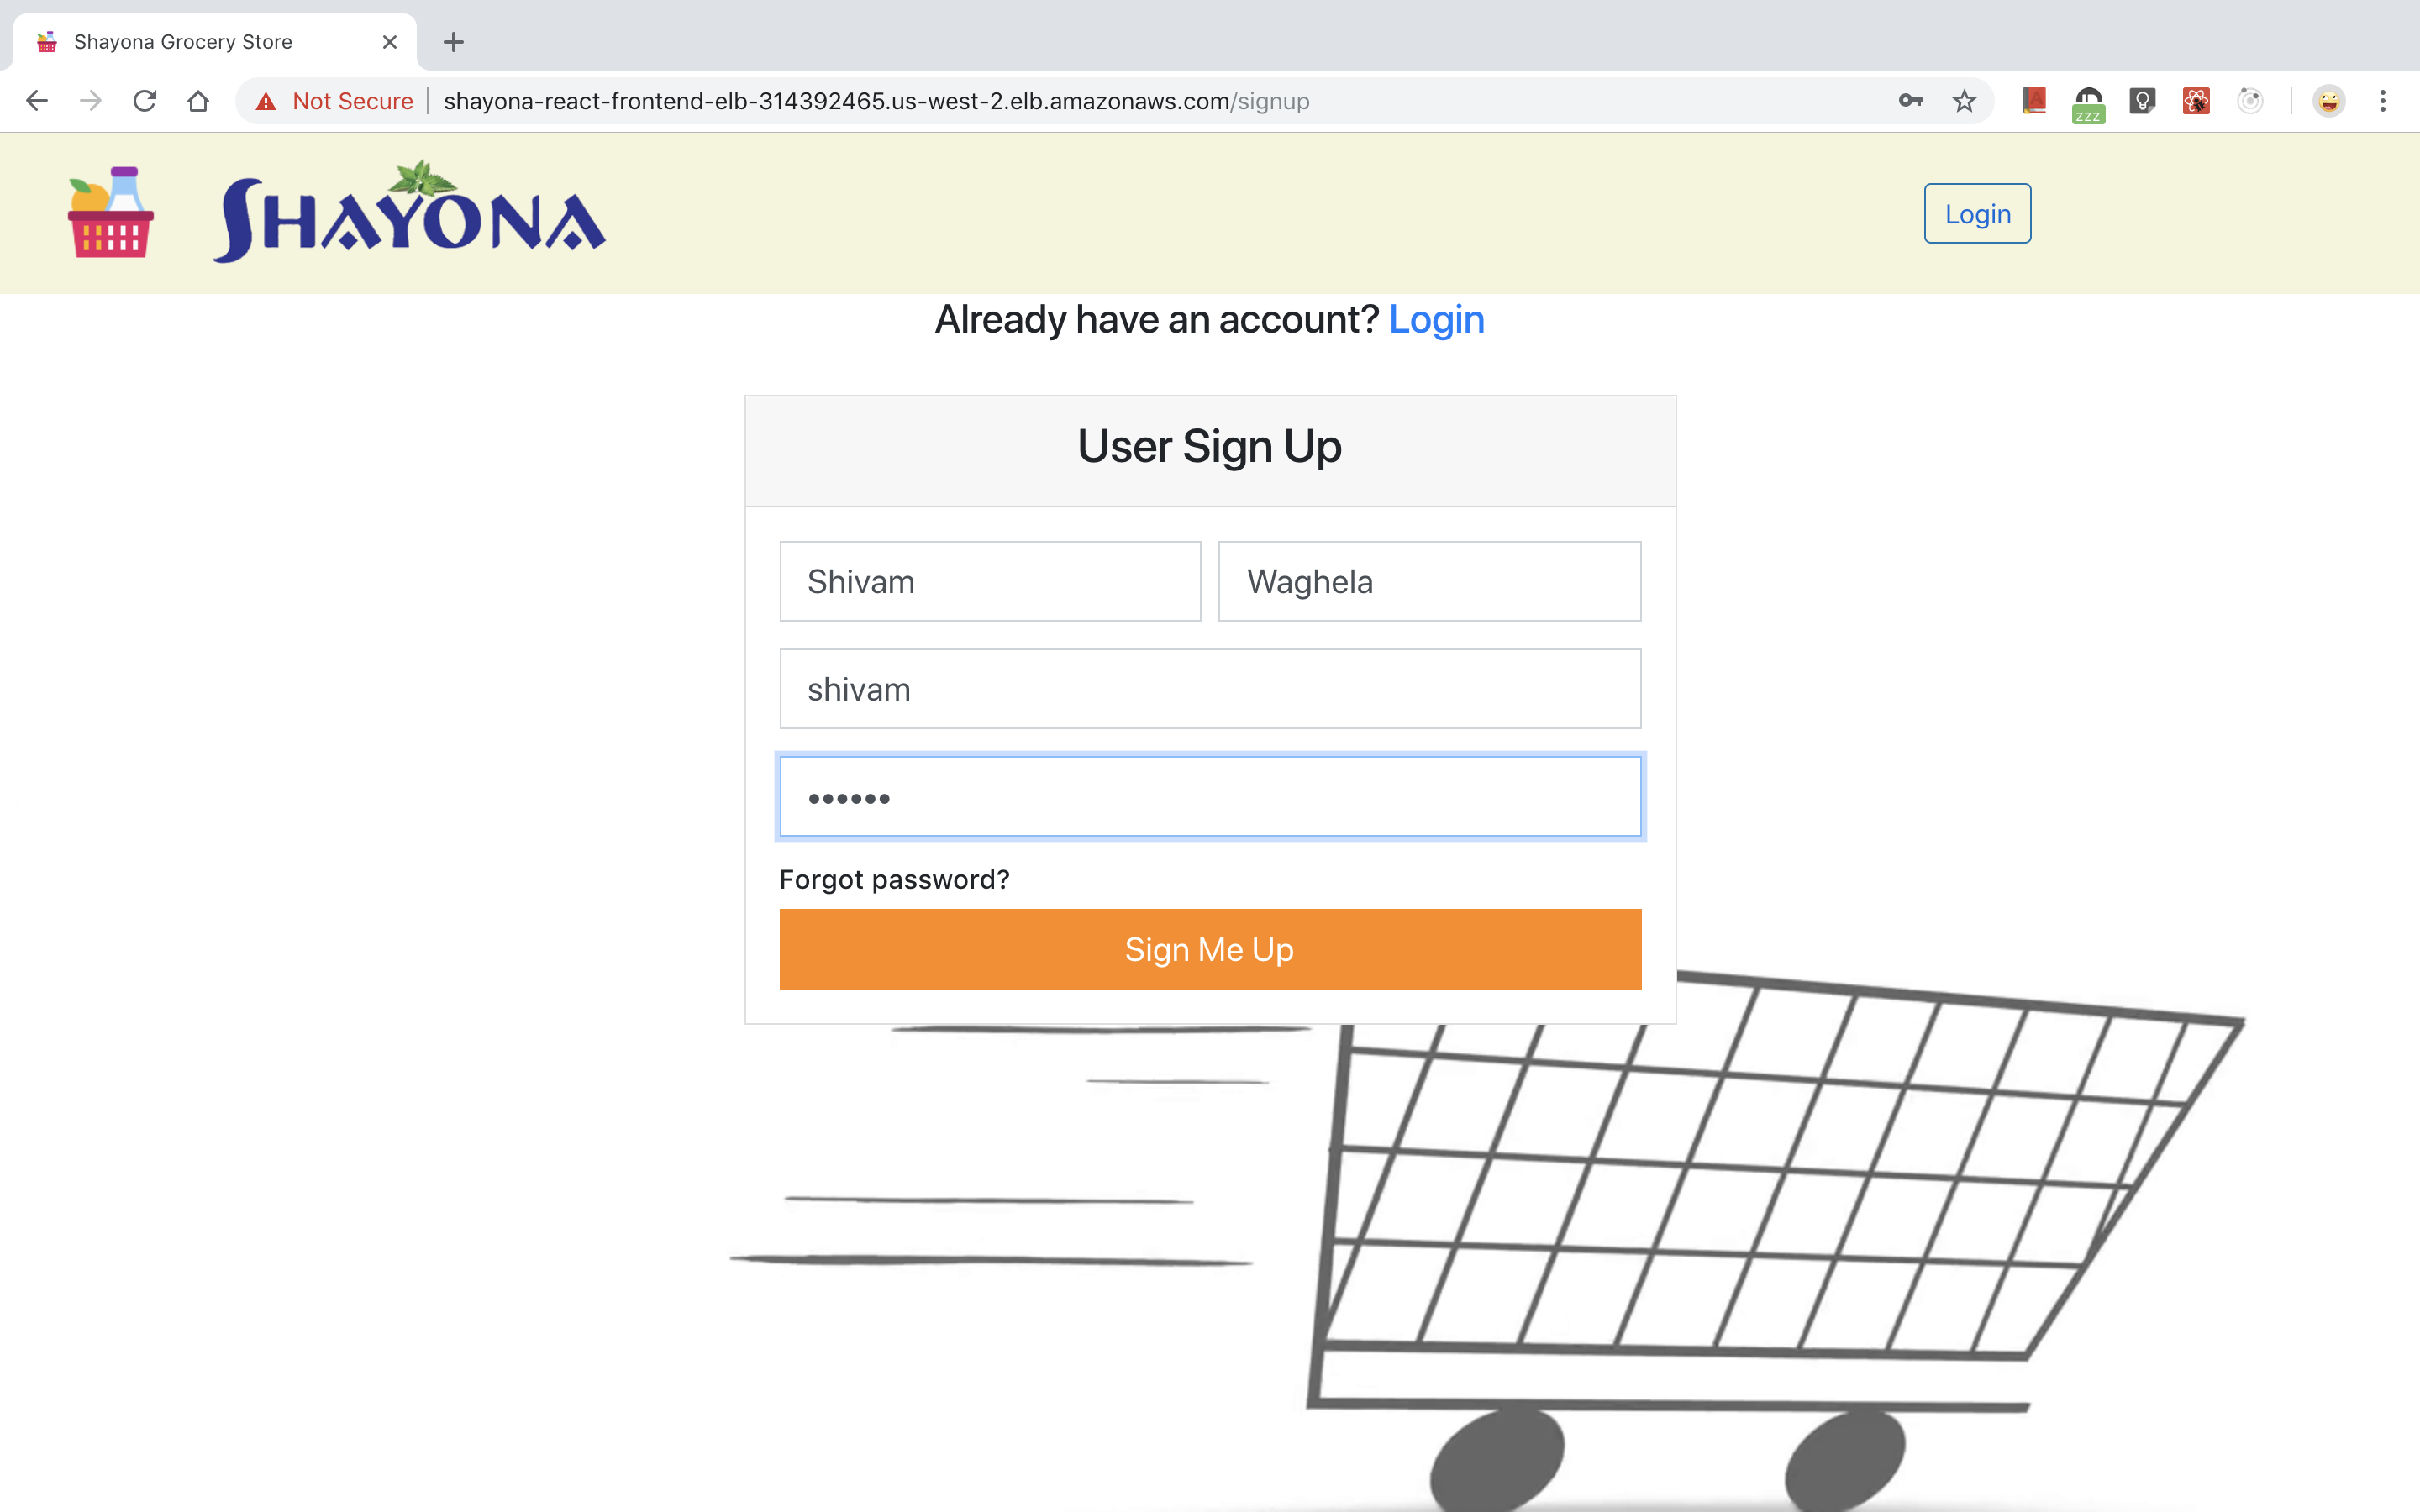 Shayona Grocery Store
Not Secure shayona-react-frontend-elb-314392465.us-west-2.elb.amazonaws.com/signup
zzz
SHAYONA
Login
Already have an account? Login
User Sign Up
Shivam Waghela
shivam
••••••
Forgot password?
Sign Me Up